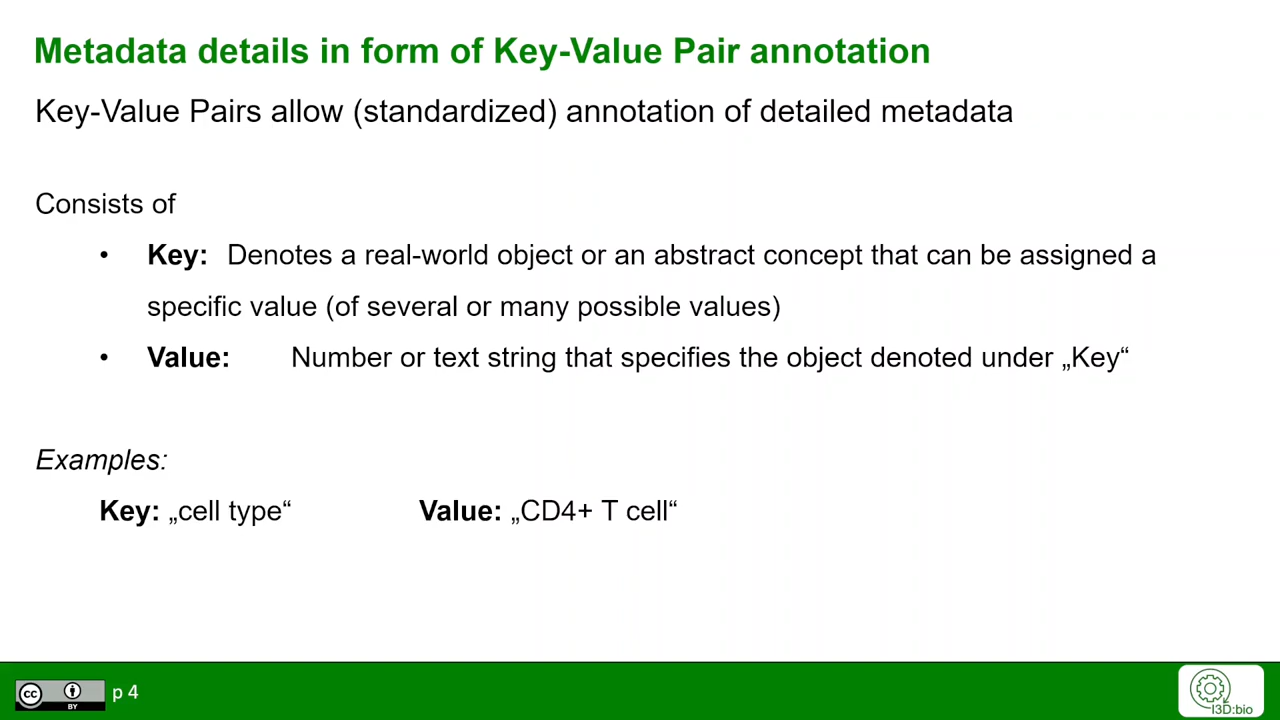 Metadada details in form of Key-Value Pair annotation
Key-Value Pairs allow (standardized) annotation of detailed metadata
Consists of
• Key: Denotes a real-world object or an abstract concept that can be assigned a
specific value (of several or many possible values)
• Value: Number or text string that specifies the object denoted under „Key“
Examples:
Key: „cell type“ Value: „CD4+ T cell“
cc BY p 4
I3D:bio